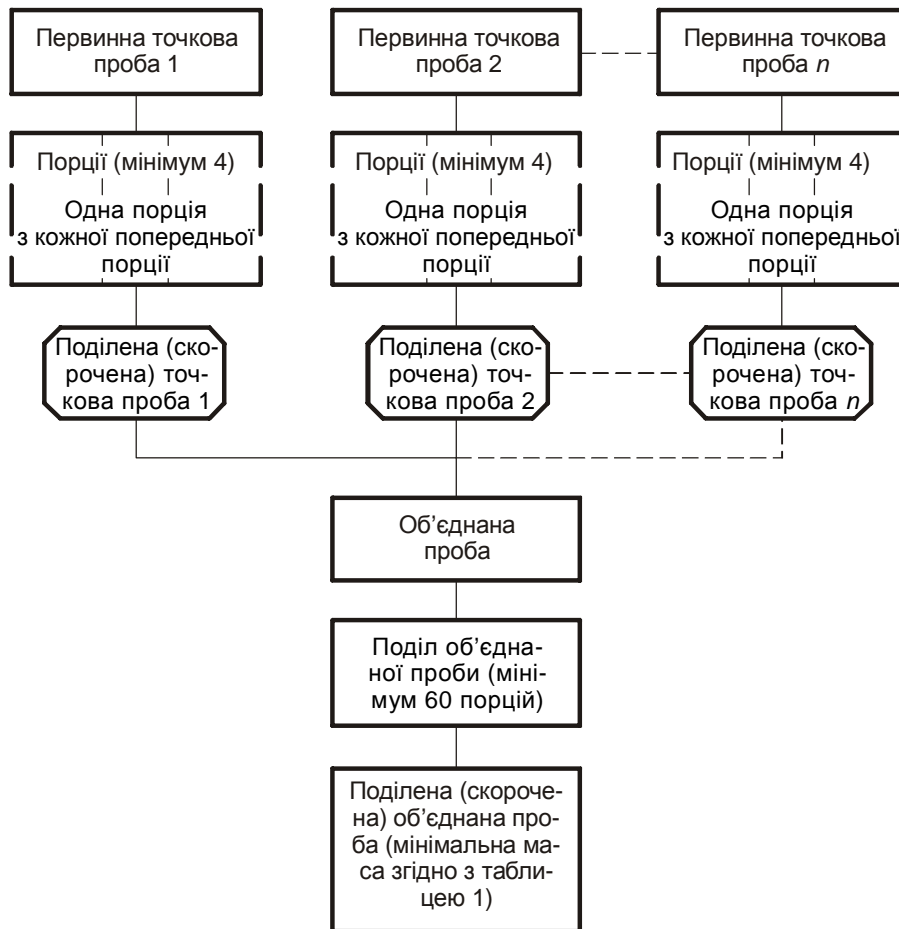 Первинна точкова
проба 1
Первинна точкова
проба 2
Первинна точкова
проба n
Порції (мінімум 4)
Одна порція
з кожної попередньої
порції
Порції (мінімум 4)
Одна порція
з кожної попередньої
порції
Порції (мінімум 4)
Одна порція
з кожної попередньої
порції
Поділена (ско-
рочена) точ-
кова проба 1
Поділена (ско-
рочена) точ-
кова проба 2
Поділена (ско-
рочена) точ-
кова проба n
Об’єднана
проба
Поділ об’єдна-
ної проби (міні-
мум 60 порцій)
Поділена (скороче-
на) об’єднана про-
ба (мінімальна ма-
са згідно з табли-
цею 1)